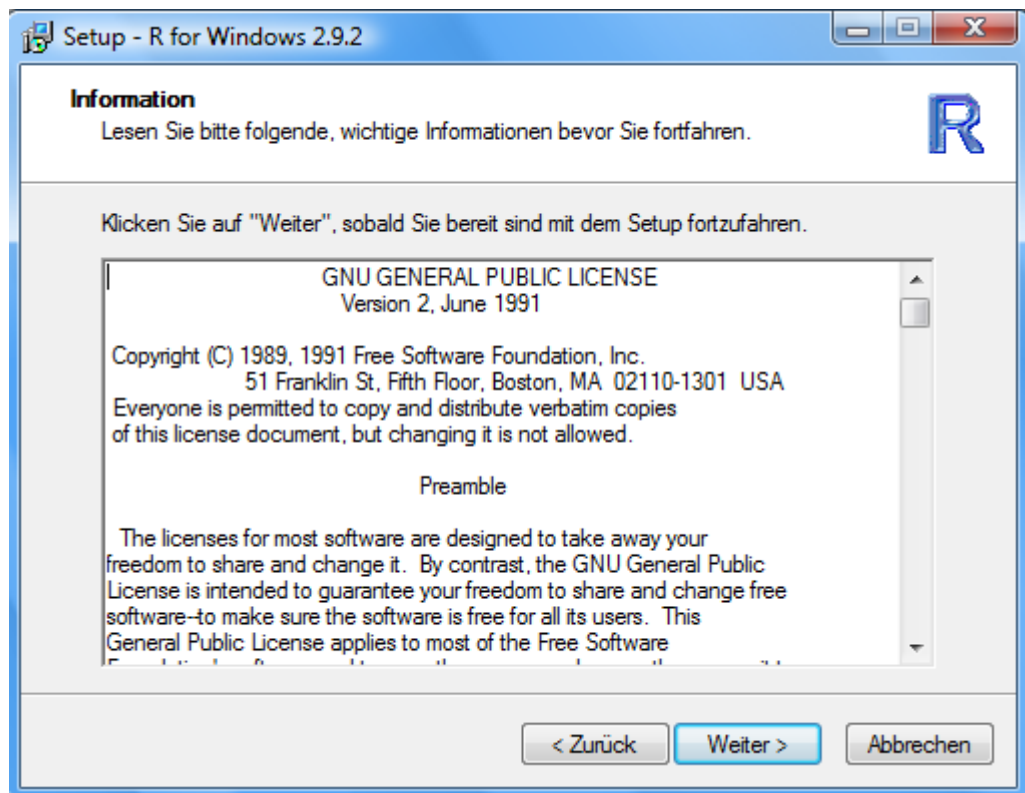 Setup - R for Windows 2.9.2
Information
Lesen Sie bitte folgende, wichtige Informationen bevor Sie fortfahren.
R
Klicken Sie auf "Weiter", sobald Sie bereit sind mit dem Setup fortzufahren.
GNU GENERAL PUBLIC LICENSE
Version 2, June 1991
Copyright (C) 1989, 1991 Free Software Foundation, Inc.
51 Franklin St, Fifth Floor, Boston, MA 02110-1301 USA
Everyone is permitted to copy and distribute verbatim copies
of this license document, but changing it is not allowed.
Preamble
The licenses for most software are designed to take away your
freedom to share and change it. By contrast, the GNU General Public
License is intended to guarantee your freedom to share and change free
software--to make sure the software is free for all its users. This
General Public License applies to most of the Free Software
< Zurück
Weiter >
Abbrechen